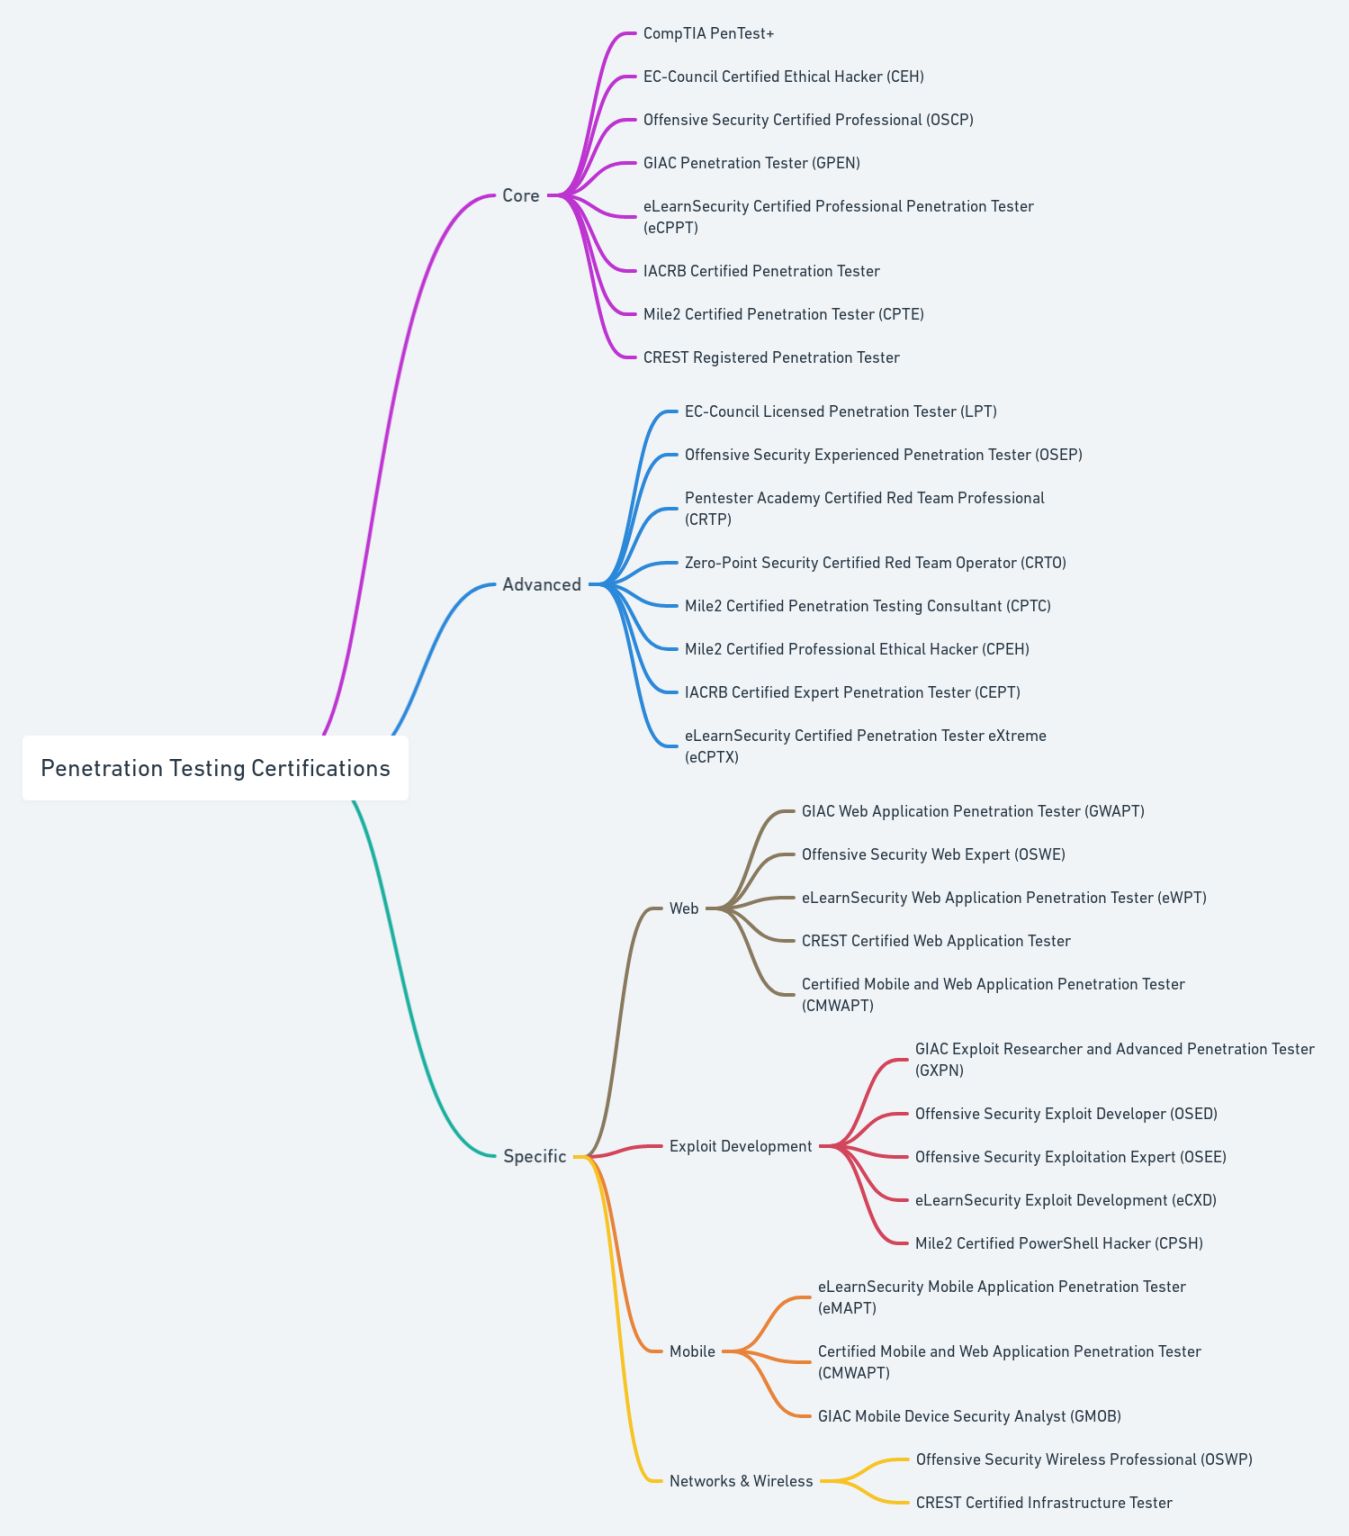 CompTIA PenTest+
EC-Council Certified Ethical Hacker (CEH)
Offensive Security Certified Professional (OSCP)
GIAC Penetration Tester (GPEN)
Core
eLearnSecurity Certified Professional Penetration Tester
(eCPPT)
IACRB Certified Penetration Tester
Mile2 Certified Penetration Tester (CPTE)
CREST Registered Penetration Tester
EC-Council Licensed Penetration Tester (LPT)
Offensive Security Experienced Penetration Tester (OSEP)
Pentester Academy Certified Red Team Professional
(CRTP)
Zero-Point Security Certified Red Team Operator (CRTO)
Advanced
Mile2 Certified Penetration Testing Consultant (CPTC)
Mile2 Certified Professional Ethical Hacker (CPEH)
IACRB Certified Expert Penetration Tester (CEPT)
eLearnSecurity Certified Penetration Tester eXtreme
(eCPTX)
Penetration Testing Certifications
GIAC Web Application Penetration Tester (GWAPT)
Offensive Security Web Expert (OSWE)
eLearnSecurity Web Application Penetration Tester (eWPT)
Web
CREST Certified Web Application Tester
Certified Mobile and Web Application Penetration Tester
(CMWAPT)
GIAC Exploit Researcher and Advanced Penetration Tester
(GXPN)
Offensive Security Exploit Developer (OSED)
Exploit Development
Specific
Offensive Security Exploitation Expert (OSEE)
eLearnSecurity Exploit Development (eCXD)
Mile2 Certified PowerShell Hacker (CPSH)
eLearnSecurity Mobile Application Penetration Tester
(eMAPT)
Mobile
Certified Mobile and Web Application Penetration Tester
(CMWAPT)
GIAC Mobile Device Security Analyst (GMOB)
Offensive Security Wireless Professional (OSWP)
Networks & Wireless
CREST Certified Infrastructure Tester